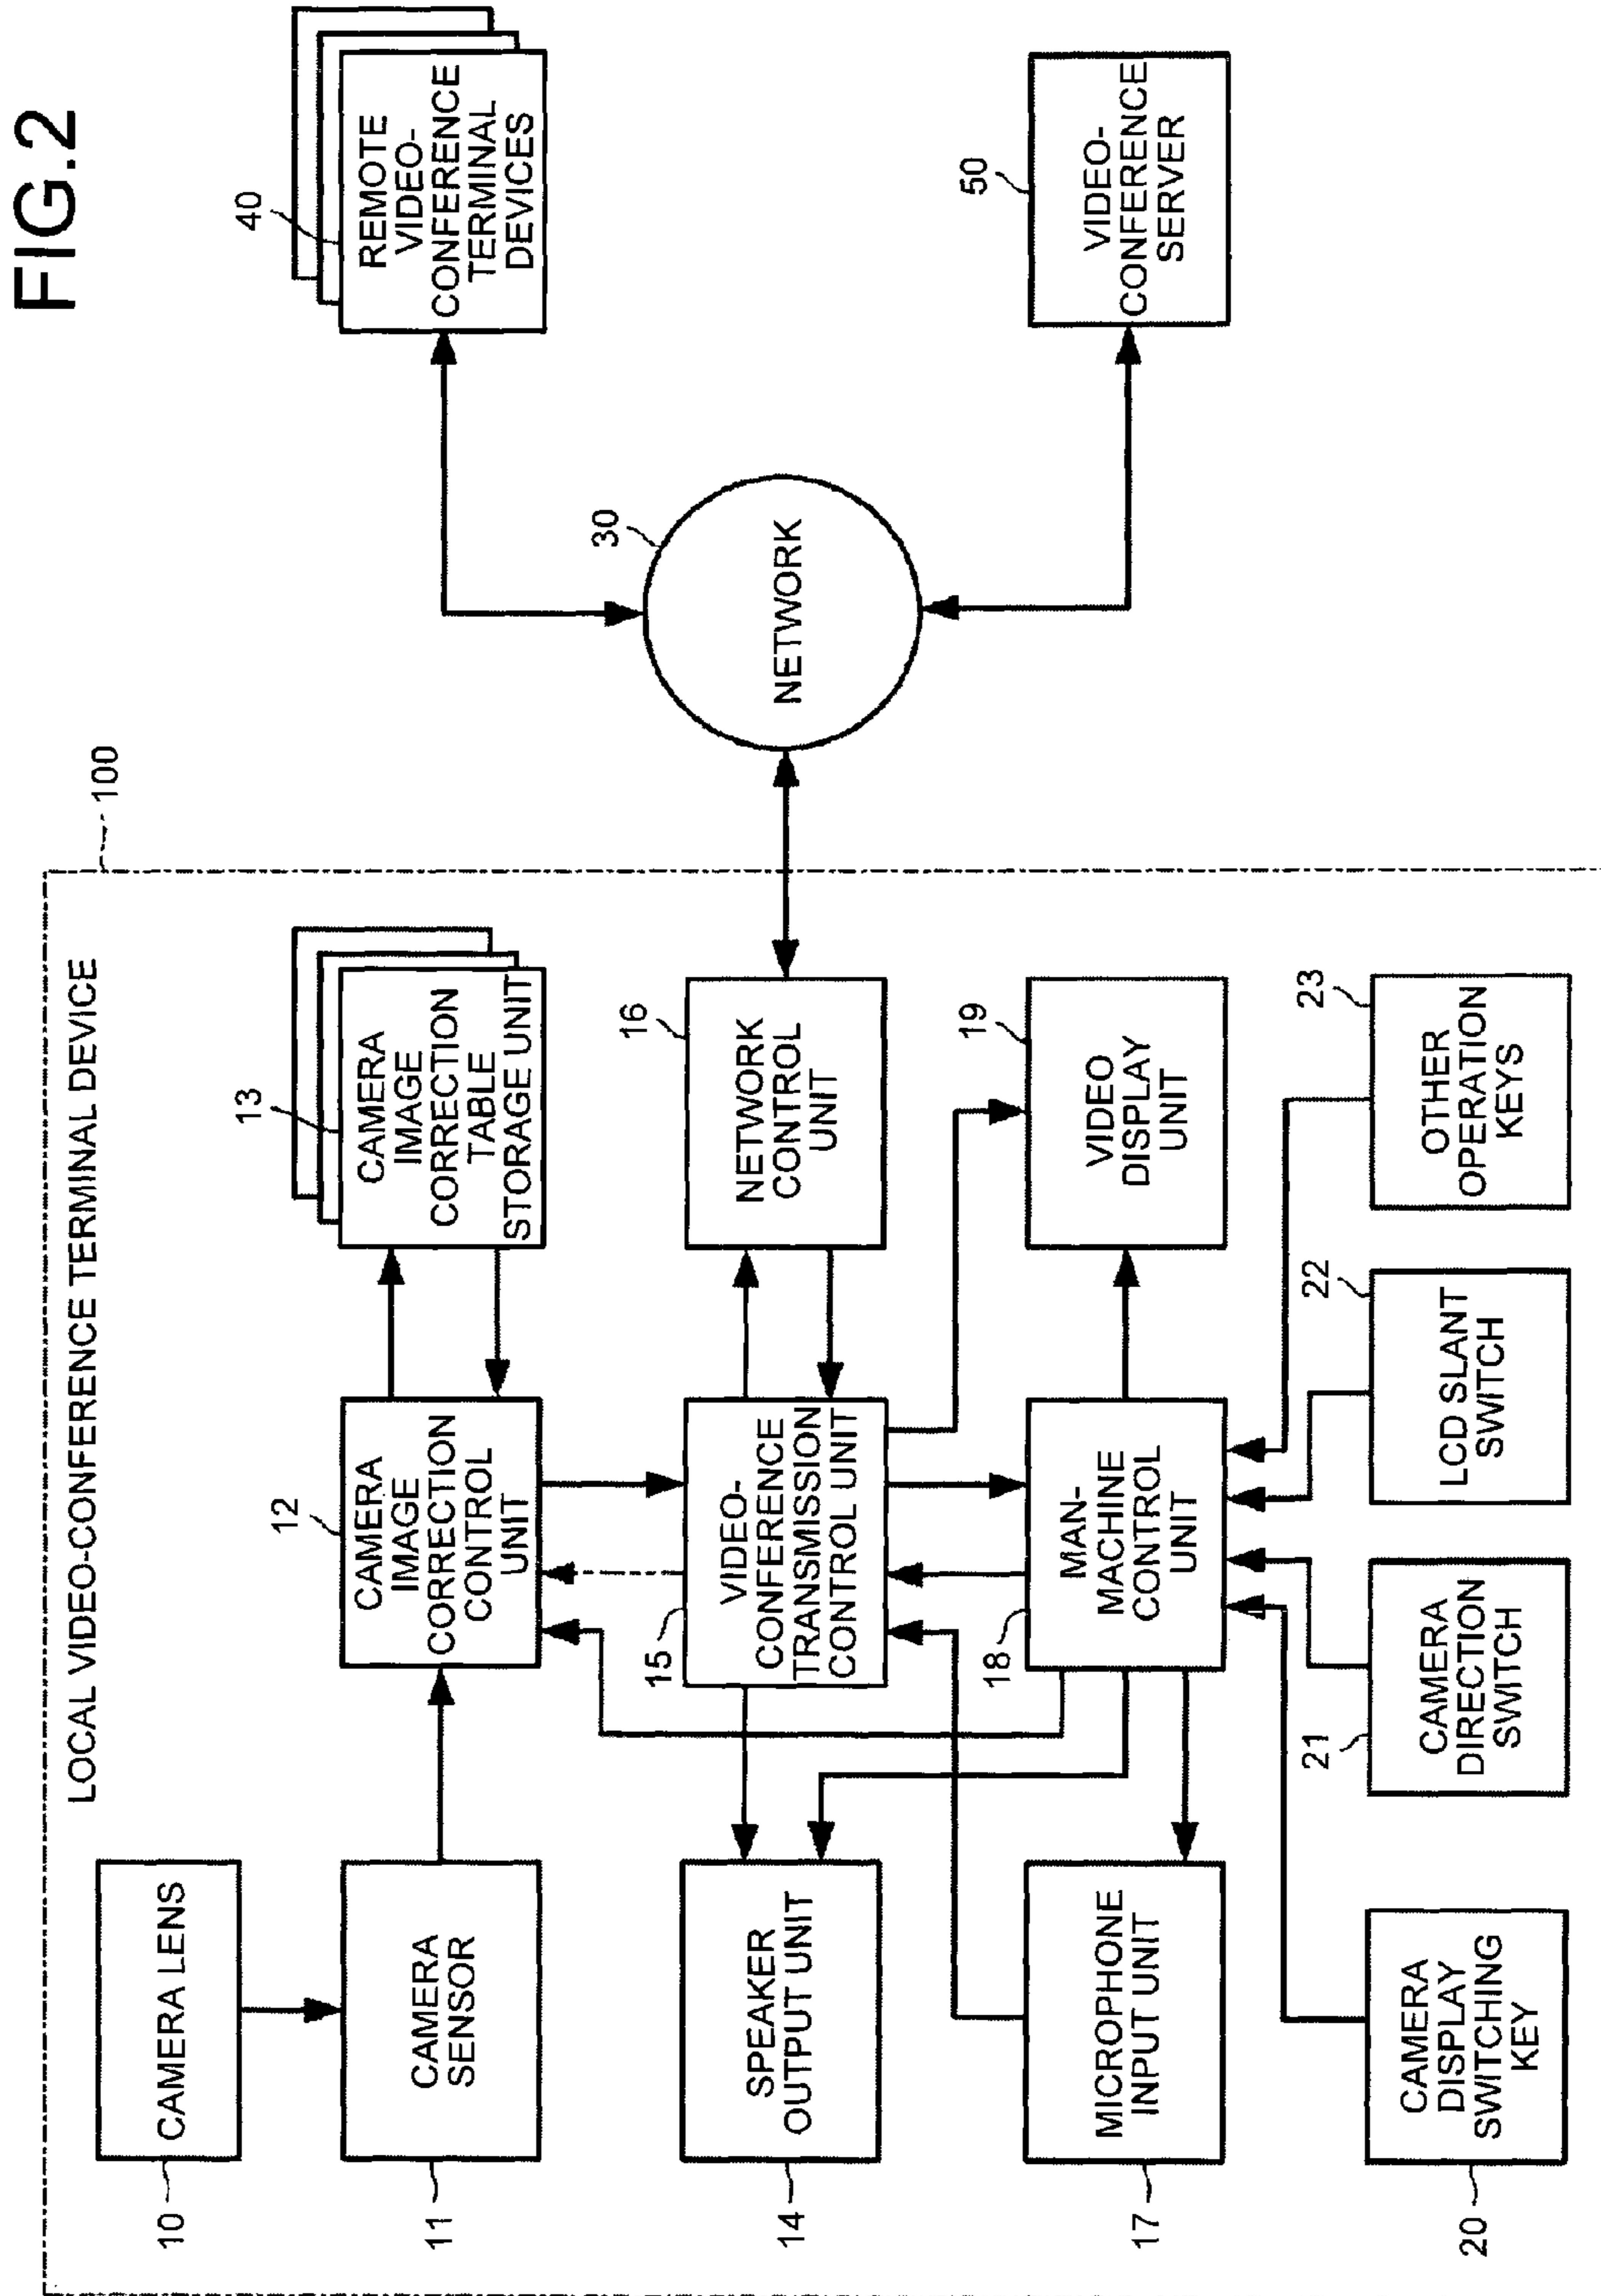 FIG.2
LOCAL VIDEO-CONFERENCE TERMINAL DEVICE
100
10
CAMERA LENS
11
CAMERA
SENSOR
12
CAMERA
IMAGE
CORRECTION
CONTROL
UNIT
13
CAMERA
IMAGE
CORRECTION
TABLE
STORAGE UNIT
40
REMOTE
VIDEO-
CONFERENCE
TERMINAL
DEVICES
14
SPEAKER
OUTPUT UNIT
15
VIDEO-
CONFERENCE
TRANSMISSION
CONTROL UNIT
16
NETWORK
CONTROL
UNIT
30
NETWORK
17
MICROPHONE
INPUT UNIT
18
MAN-
MACHINE
CONTROL
UNIT
19
VIDEO
DISPLAY
UNIT
50
VIDEO-
CONFERENCE
SERVER
20
CAMERA
DISPLAY
SWITCHING
KEY
21
CAMERA
DIRECTION
SWITCH
22
LCD SLANT
SWITCH
23
OTHER
OPERATION
KEYS